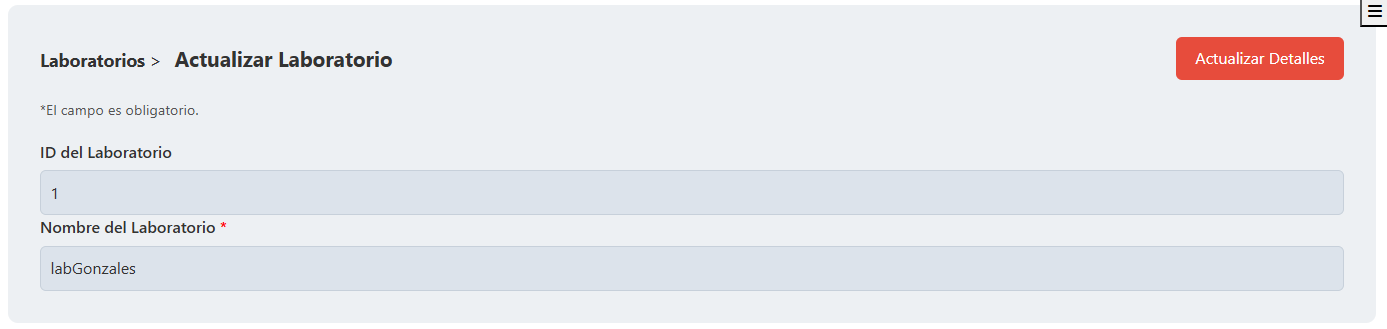 Laboratorios > Actualizar Laboratorio
Actualizar Detalles
*El campo es obligatorio.
ID del Laboratorio
1
Nombre del Laboratorio *
labGonzales